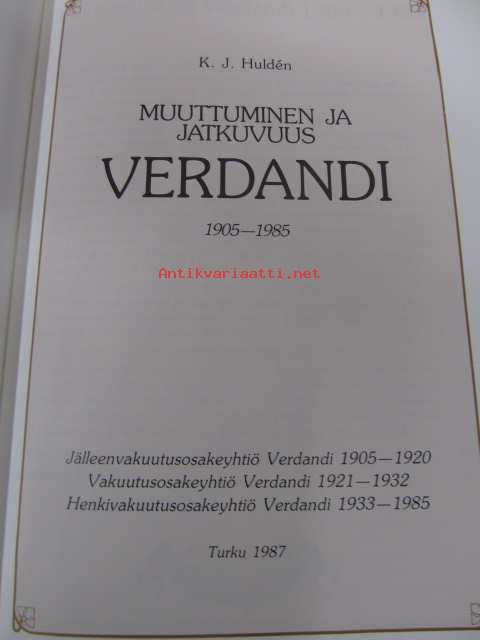 K. J. Huldén
MUUTTUMINEN JA
JATKUVUUS
VERDANDI
1905—1985
Antikvariaatti.net
Jälleenvakuutusosakeyhtiö Verdandi 1905—1920
Vakuutusosakeyhtiö Verdandi 1921—1932
Henkivakuutusosakeyhtiö Verdandi 1933—1985
Turku 1987